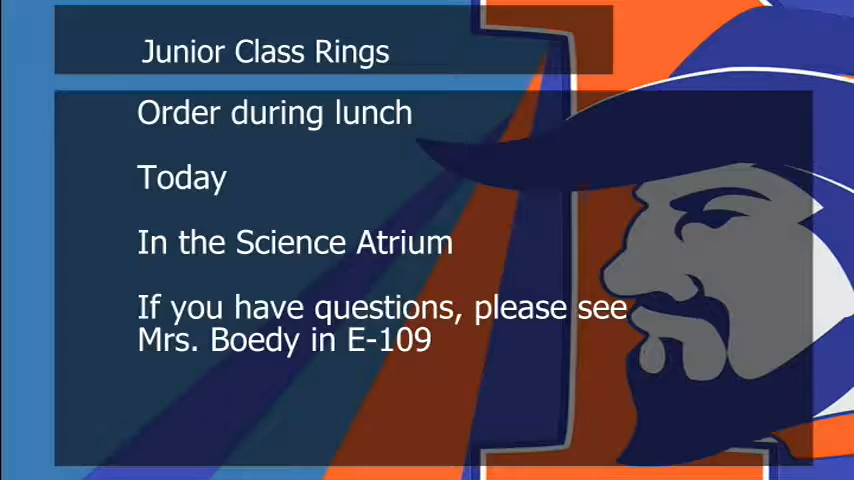 Junior Class Rings
Order during lunch
Today
In the Science Atrium
If you have questions, please see
Mrs. Boedy in E-109